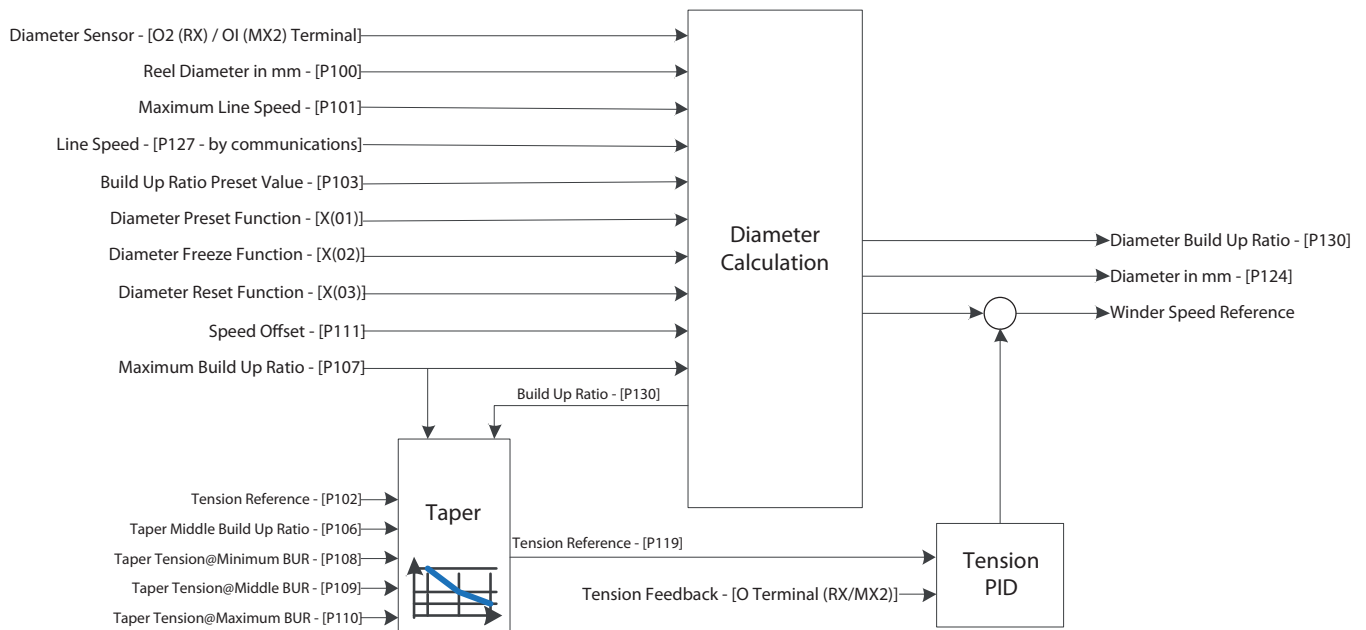 Diameter Sensor - [O2 (RX) / OI (MX2) Terminal]
Reel Diameter in mm - [P100]
Maximum Line Speed - [P101]
Line Speed - [P127 - by communications]
Build Up Ratio Preset Value - [P103]
Diameter Preset Function - [X(01)]
Diameter Freeze Function - [X(02)]
Diameter Reset Function - [X(03)]
Speed Offset - [P111]
Maximum Build Up Ratio - [P107]
Diameter
Calculation
Diameter Build Up Ratio - [P130]
Diameter in mm - [P124]
Winder Speed Reference
Build Up Ratio - [P130]
Tension Reference - [P102]
Taper Middle Build Up Ratio - [P106]
Taper Tension@Minimum BUR - [P108]
Taper Tension@Middle BUR - [P109]
Taper Tension@Maximum BUR - [P110]
Taper
Tension Reference - [P119]
Tension Feedback - [O Terminal (RX/MX2)]
Tension
PID